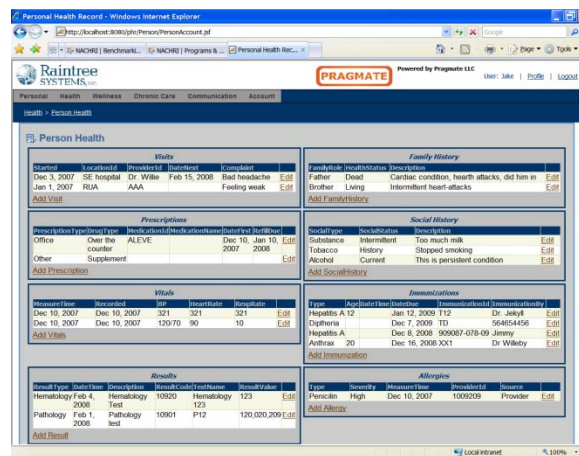 Personal Health Record - Windows Internet Explorer
http://localhost:8080/phr/Person/PersonAccount.jsf
Google
NACHRI | Benchmarki...
NACHRI | Programs & ...
Personal Health Rec...
Page
Tools
Raintree
SYSTEMS, INC.
PRAGMATE
Powered by Pragmate LLC
User: Jake | Profile | Logout
Personal Health Wellness Chronic Care Communication Account
Health > Person Health
Person Health
Visits
Started LocationId ProviderId DateNext Complaint
Dec 3, 2007 SE hospital Dr. Willie Feb 15, 2008 Bad headache Edit
Jan 1, 2007 RUA AAA Feeling weak Edit
Add Visit
Family History
FamilyRole HealthStatus Description
Father Dead Cardiac condition, hearth attacks, did him in Edit
Brother Living Intermittent heart-attacks Edit
Add FamilyHistory
Prescriptions
PrescriptionType DrugType MedicationId MedicationName DateFirst RefillDue
Office Over the counter ALEVE Dec 10, 2007 Jan 10, 2008 Edit
Other Supplement Edit
Add Prescription
Social History
SocialType SocialStatus Description
Substance Intermittent Too much milk Edit
Tobacco History Stopped smoking Edit
Alcohol Current This is persistent condition Edit
Add SocialHistory
Vitals
MeasureTime Recorded BP HeartRate RespRate
Dec 10, 2007 Dec 10, 2007 321 321 321 Edit
Dec 10, 2007 Dec 10, 2007 120/70 90 10 Edit
Add Vitals
Immunizations
Type Age DateTime DateDue ImmunizationId ImmunizationBy
Hepatitis A 12 Jan 12, 2009 T12 Dr. Jekyll Edit
Diptheria Dec 7, 2009 TD 564654456 Edit
Hepatitis A Dec 8, 2008 909087-078-09 Jimmy Edit
Anthrax 20 Dec 16, 2008 XX1 Dr Willeby Edit
Add Immunization
Results
ResultType DateTime Description ResultCode TestName ResultValue
Hematology Feb 4, 2008 Hematology Test 10920 Hematology 123 123 Edit
Pathology Feb 1, 2008 Pathology test 10901 P12 120,020,209 Edit
Add Result
Allergies
Type Severity MeasureTime ProviderId Source
Penicilin High Dec 10, 2007 1009209 Provider Edit
Add Allergy
Local intranet
100%